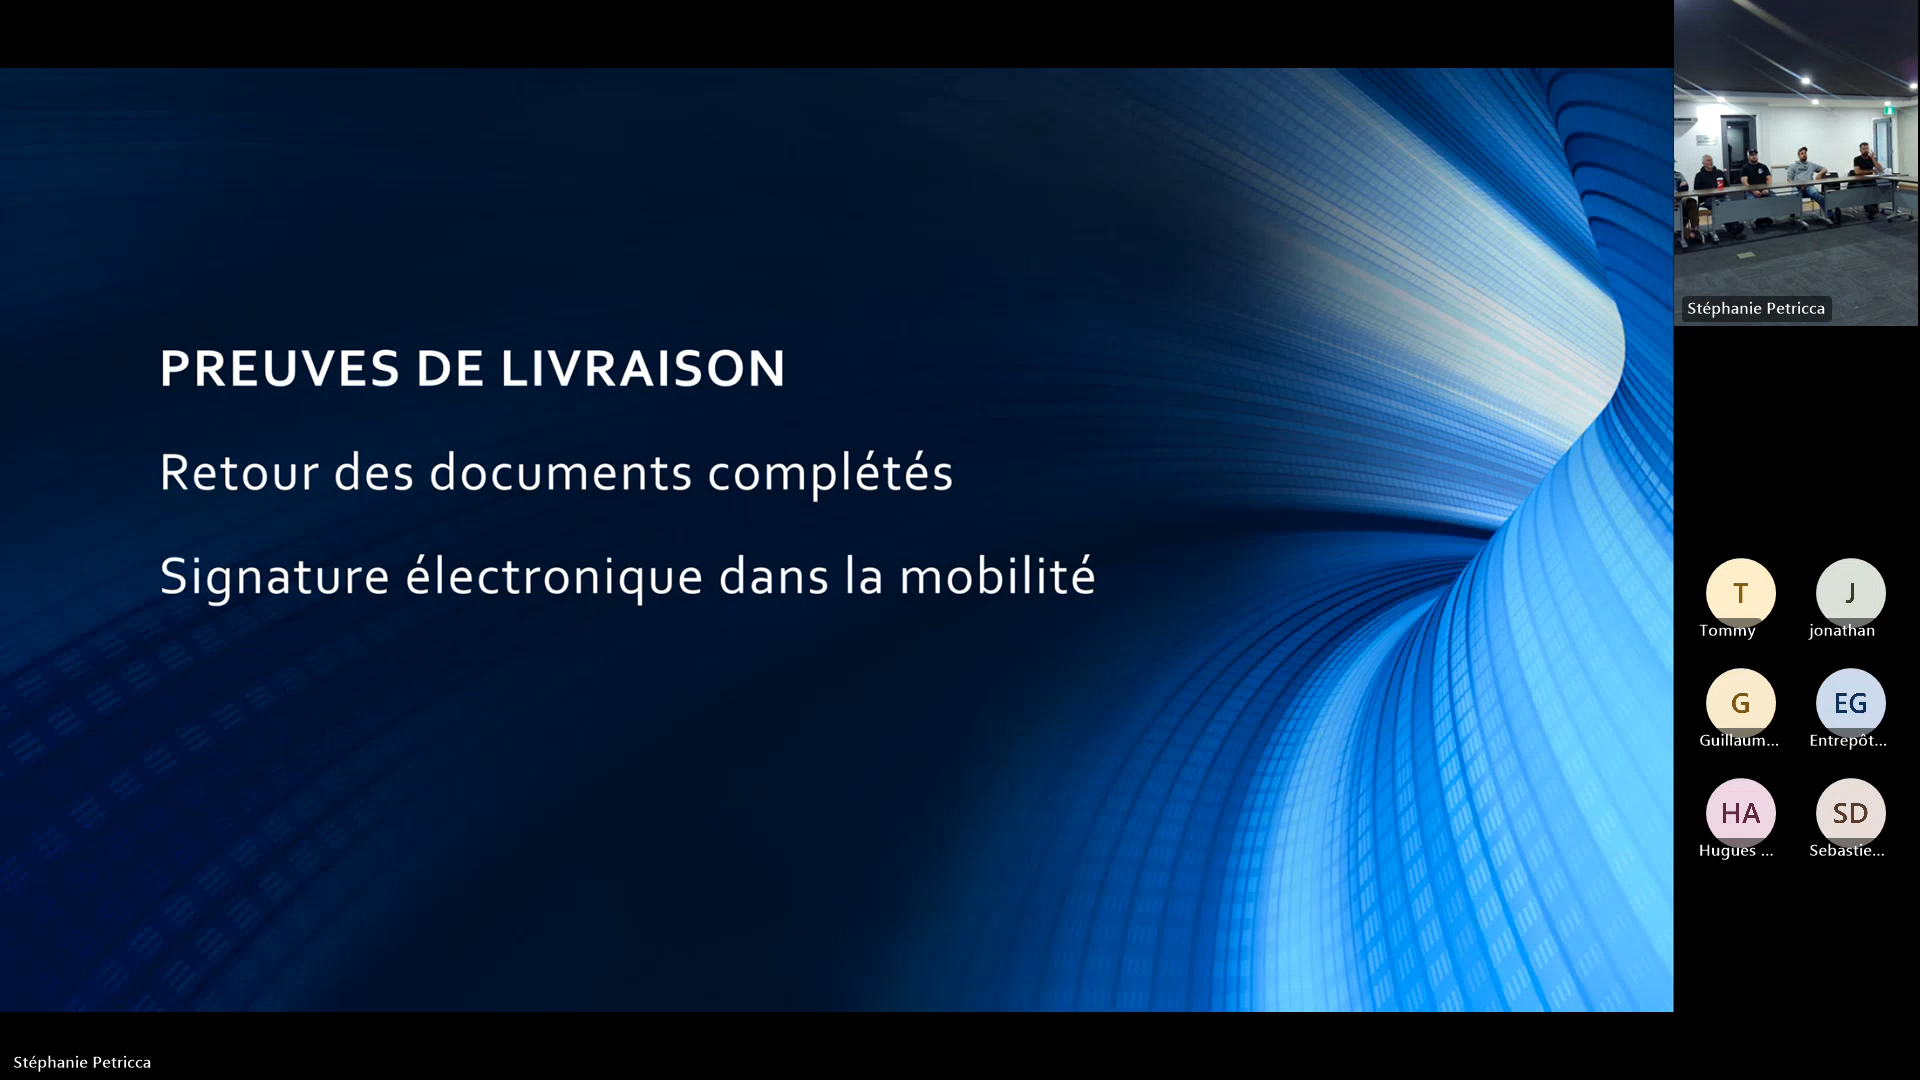 PREUVES DE LIVRAISON
Retour des documents complétés
Signature électronique dans la mobilité
Stéphanie Petricca
T
J
Tommy
jonathan
G
EG
Guillaum...
Entrepôt...
HA
SD
Hugues ...
Sebastie...
Stéphanie Petricca